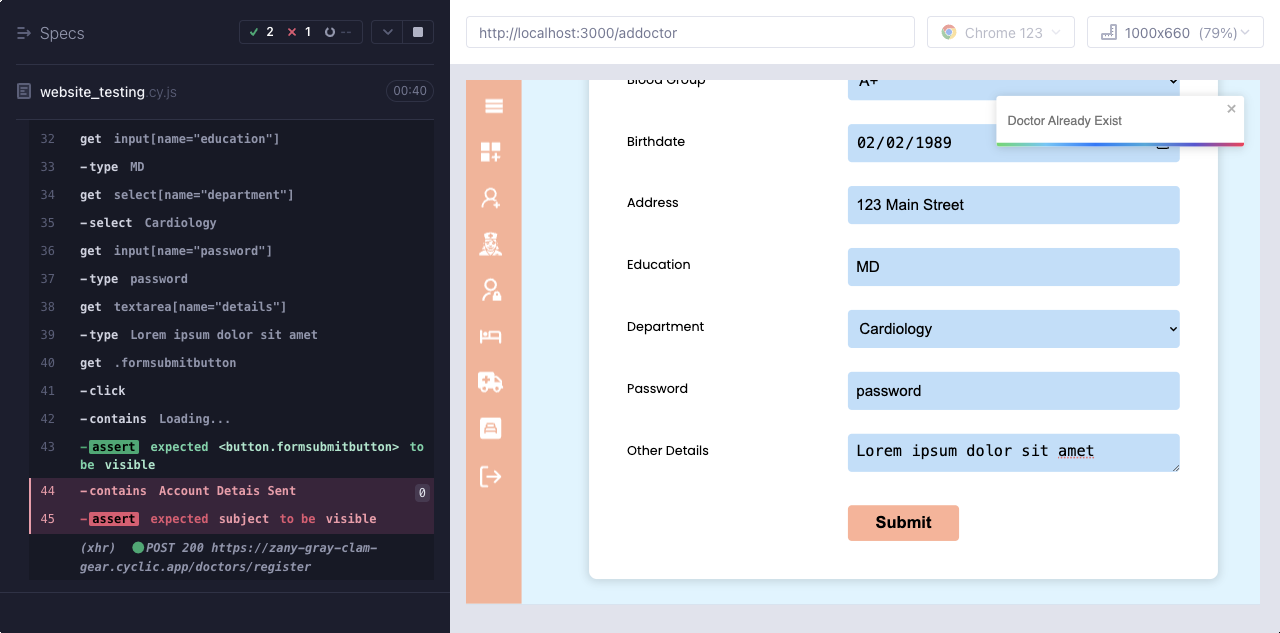 Specs
2
1
--
http://localhost:3000/addoctor
Chrome 123
1000x660 (79%)
website_testing.cy.js
00:40
32 get input[name="education"]
33 -type MD
34 get select[name="department"]
35 -select Cardiology
36 get input[name="password"]
37 -type password
38 get textarea[name="details"]
39 -type Lorem ipsum dolor sit amet
40 get .formsubmitbutton
41 -click
42 -contains Loading...
43 -assert expected <button.formsubmitbutton> to
be visible
44 -contains Account Detais Sent 0
45 -assert expected subject to be visible
(xhr) POST 200 https://zany-gray-clam-
gear.cyclic.app/doctors/register
Blood Group A+
Doctor Already Exist
Birthdate 02/02/1989
Address 123 Main Street
Education MD
Department Cardiology
Password password
Other Details Lorem ipsum dolor sit amet
Submit